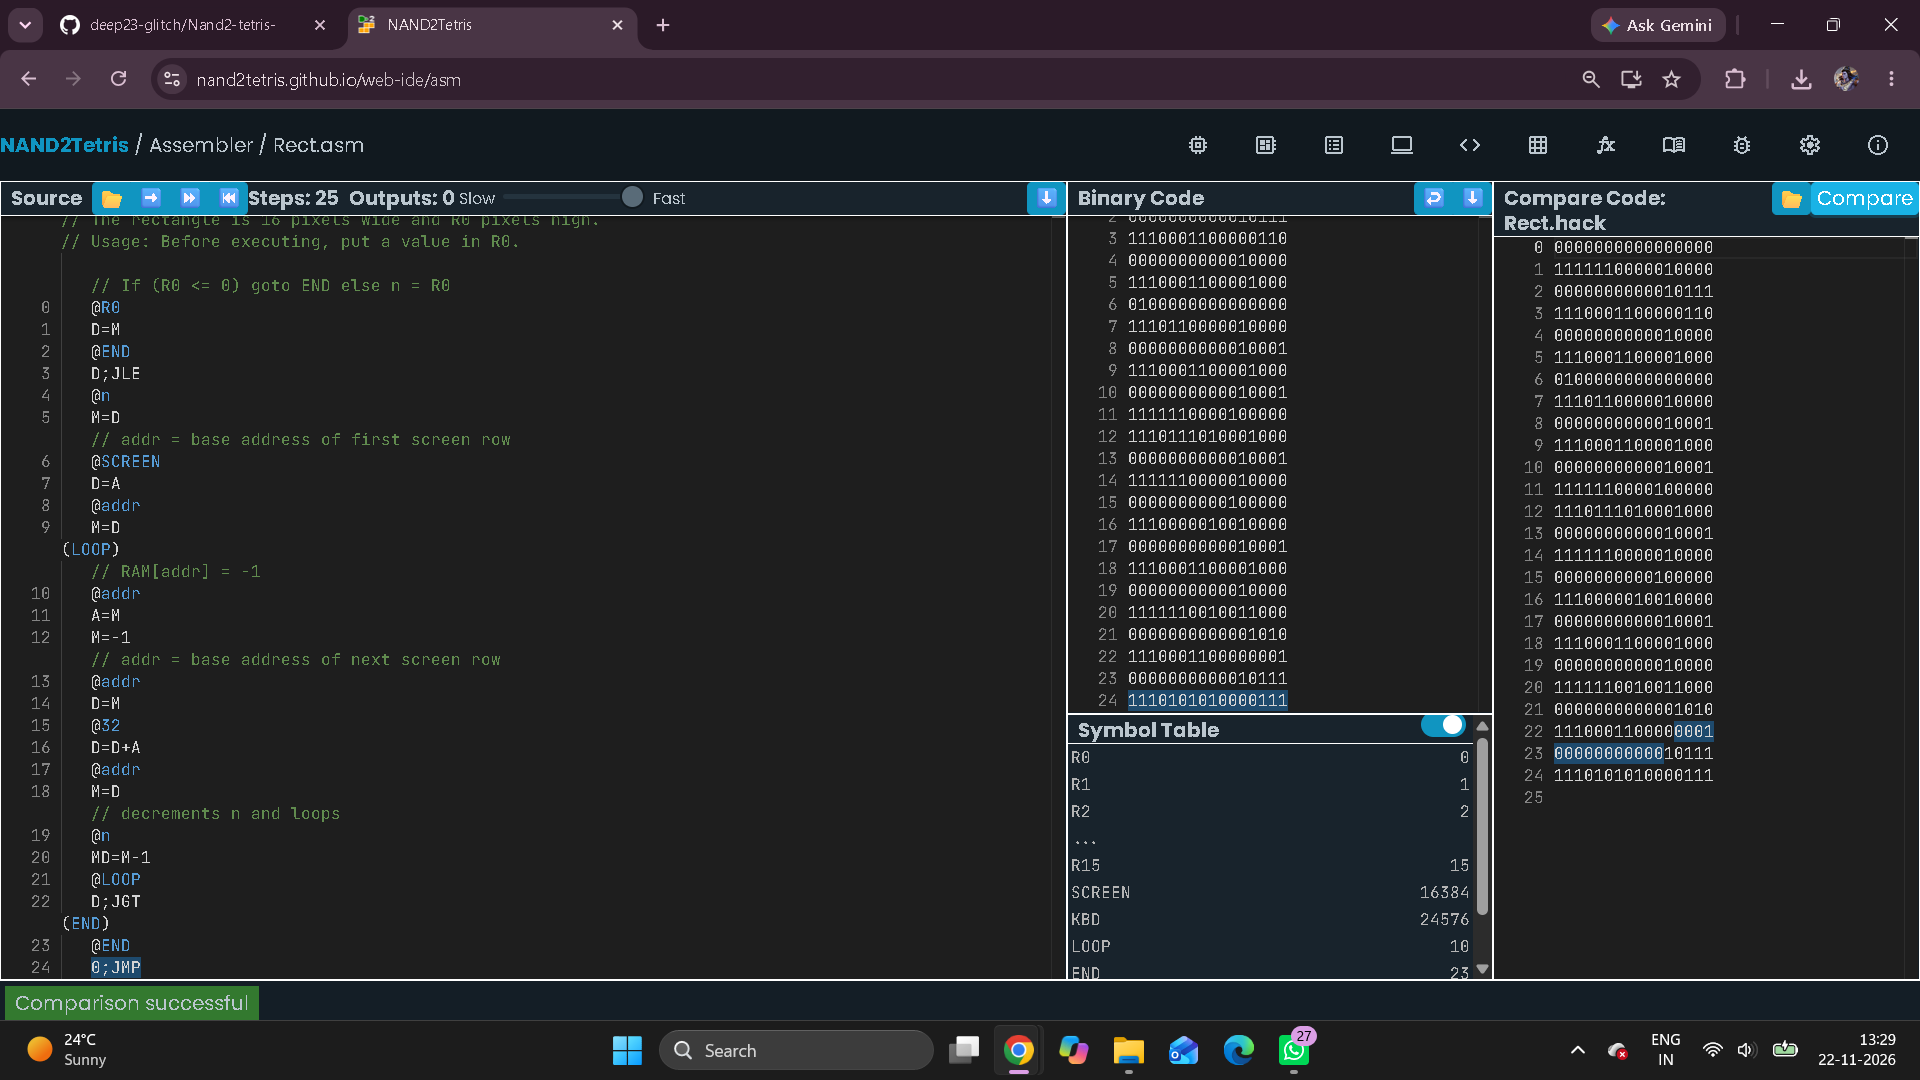 deep23-glitch/Nand2-tetris-
NAND2Tetris
Ask Gemini
nand2tetris.github.io/web-ide/asm
NAND2Tetris / Assembler / Rect.asm
Source Steps: 25 Outputs: 0 Slow Fast
// The rectangle is 16 pixels wide and R0 pixels high.
// Usage: Before executing, put a value in R0.
// If (R0 <= 0) goto END else n = R0
0 @R0
1 D=M
2 @END
3 D;JLE
4 @n
5 M=D
// addr = base address of first screen row
6 @SCREEN
7 D=A
8 @addr
9 M=D
(LOOP)
// RAM[addr] = -1
10 @addr
11 A=M
12 M=-1
// addr = base address of next screen row
13 @addr
14 D=M
15 @32
16 D=D+A
17 @addr
18 M=D
// decrements n and loops
19 @n
20 MD=M-1
21 @LOOP
22 D;JGT
(END)
23 @END
24 0;JMP
Binary Code
2 0000000000010111
3 1110001100000110
4 0000000000010000
5 1110001100001000
6 0100000000000000
7 1110110000010000
8 0000000000010001
9 1110001100001000
10 0000000000010001
11 1111110000100000
12 1110111010001000
13 0000000000010001
14 1111110000010000
15 0000000000100000
16 1110000010010000
17 0000000000010001
18 1110001100001000
19 0000000000010000
20 1111110010011000
21 0000000000001010
22 1110001100000001
23 0000000000010111
24 1110101010000111
Symbol Table
R0 0
R1 1
R2 2
...
R15 15
SCREEN 16384
KBD 24576
LOOP 10
END 23
Compare Code:
Rect.hack
Compare
0 0000000000000000
1 1111110000010000
2 0000000000010111
3 1110001100000110
4 0000000000010000
5 1110001100001000
6 0100000000000000
7 1110110000010000
8 0000000000010001
9 1110001100001000
10 0000000000010001
11 1111110000100000
12 1110111010001000
13 0000000000010001
14 1111110000010000
15 0000000000100000
16 1110000010010000
17 0000000000010001
18 1110001100001000
19 0000000000010000
20 1111110010011000
21 0000000000001010
22 1110001100000001
23 0000000000010111
24 1110101010000111
25
Comparison successful
24°C
Sunny
Search
27
ENG
IN
13:29
22-11-2026